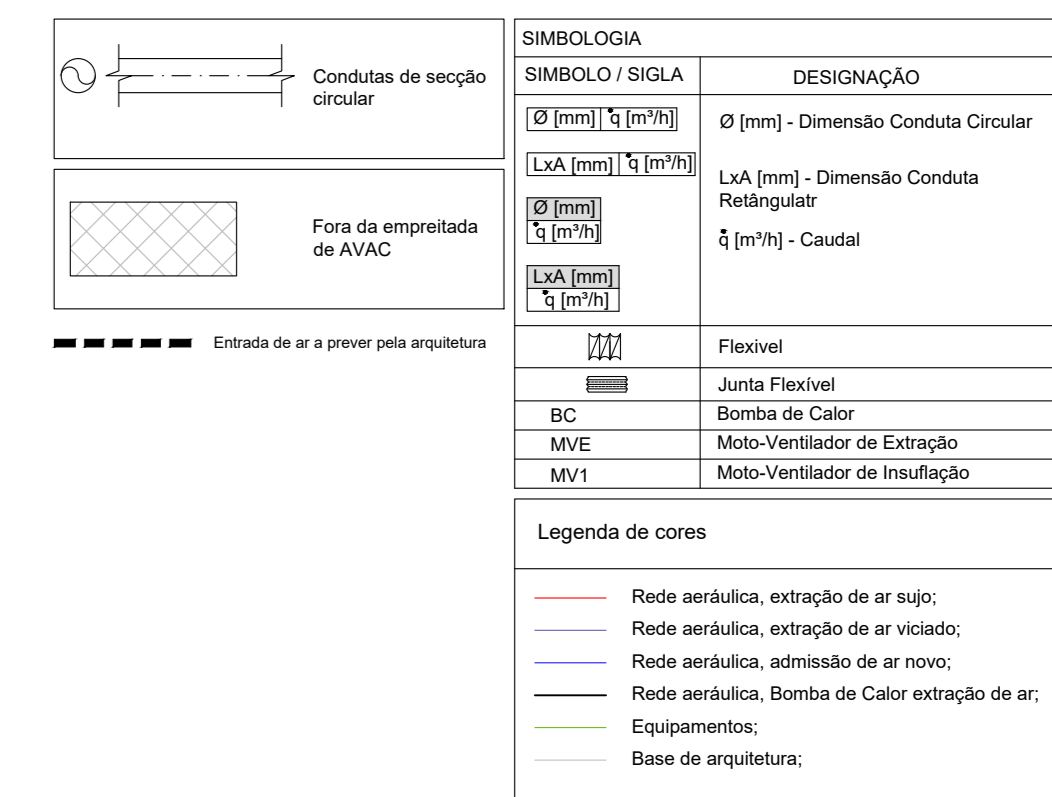 Condutas de secção
circular
Fora da empreitada
de AVAC
Entrada de ar a prever pela arquitetura
SIMBOLOGIA
SIMBOLO / SIGLA
DESIGNAÇÃO
Ø [mm] q̇ [m³/h]
LxA [mm] q̇ [m³/h]
Ø [mm]
q̇ [m³/h]
LxA [mm]
q̇ [m³/h]
Ø [mm] - Dimensão Conduta Circular
LxA [mm] - Dimensão Conduta
Retângulatr
q̇ [m³/h] - Caudal
Flexivel
Junta Flexível
BC Bomba de Calor
MVE Moto-Ventilador de Extração
MV1 Moto-Ventilador de Insuflação
Legenda de cores
Rede aeráulica, extração de ar sujo;
Rede aeráulica, extração de ar viciado;
Rede aeráulica, admissão de ar novo;
Rede aeráulica, Bomba de Calor extração de ar;
Equipamentos;
Base de arquitetura;